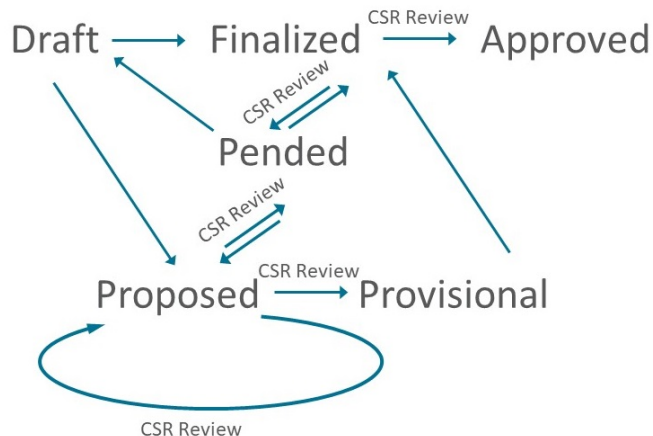 Draft
Finalized
CSR Review
Approved
CSR Review
Pended
CSR Review
Proposed
CSR Review
Provisional
CSR Review